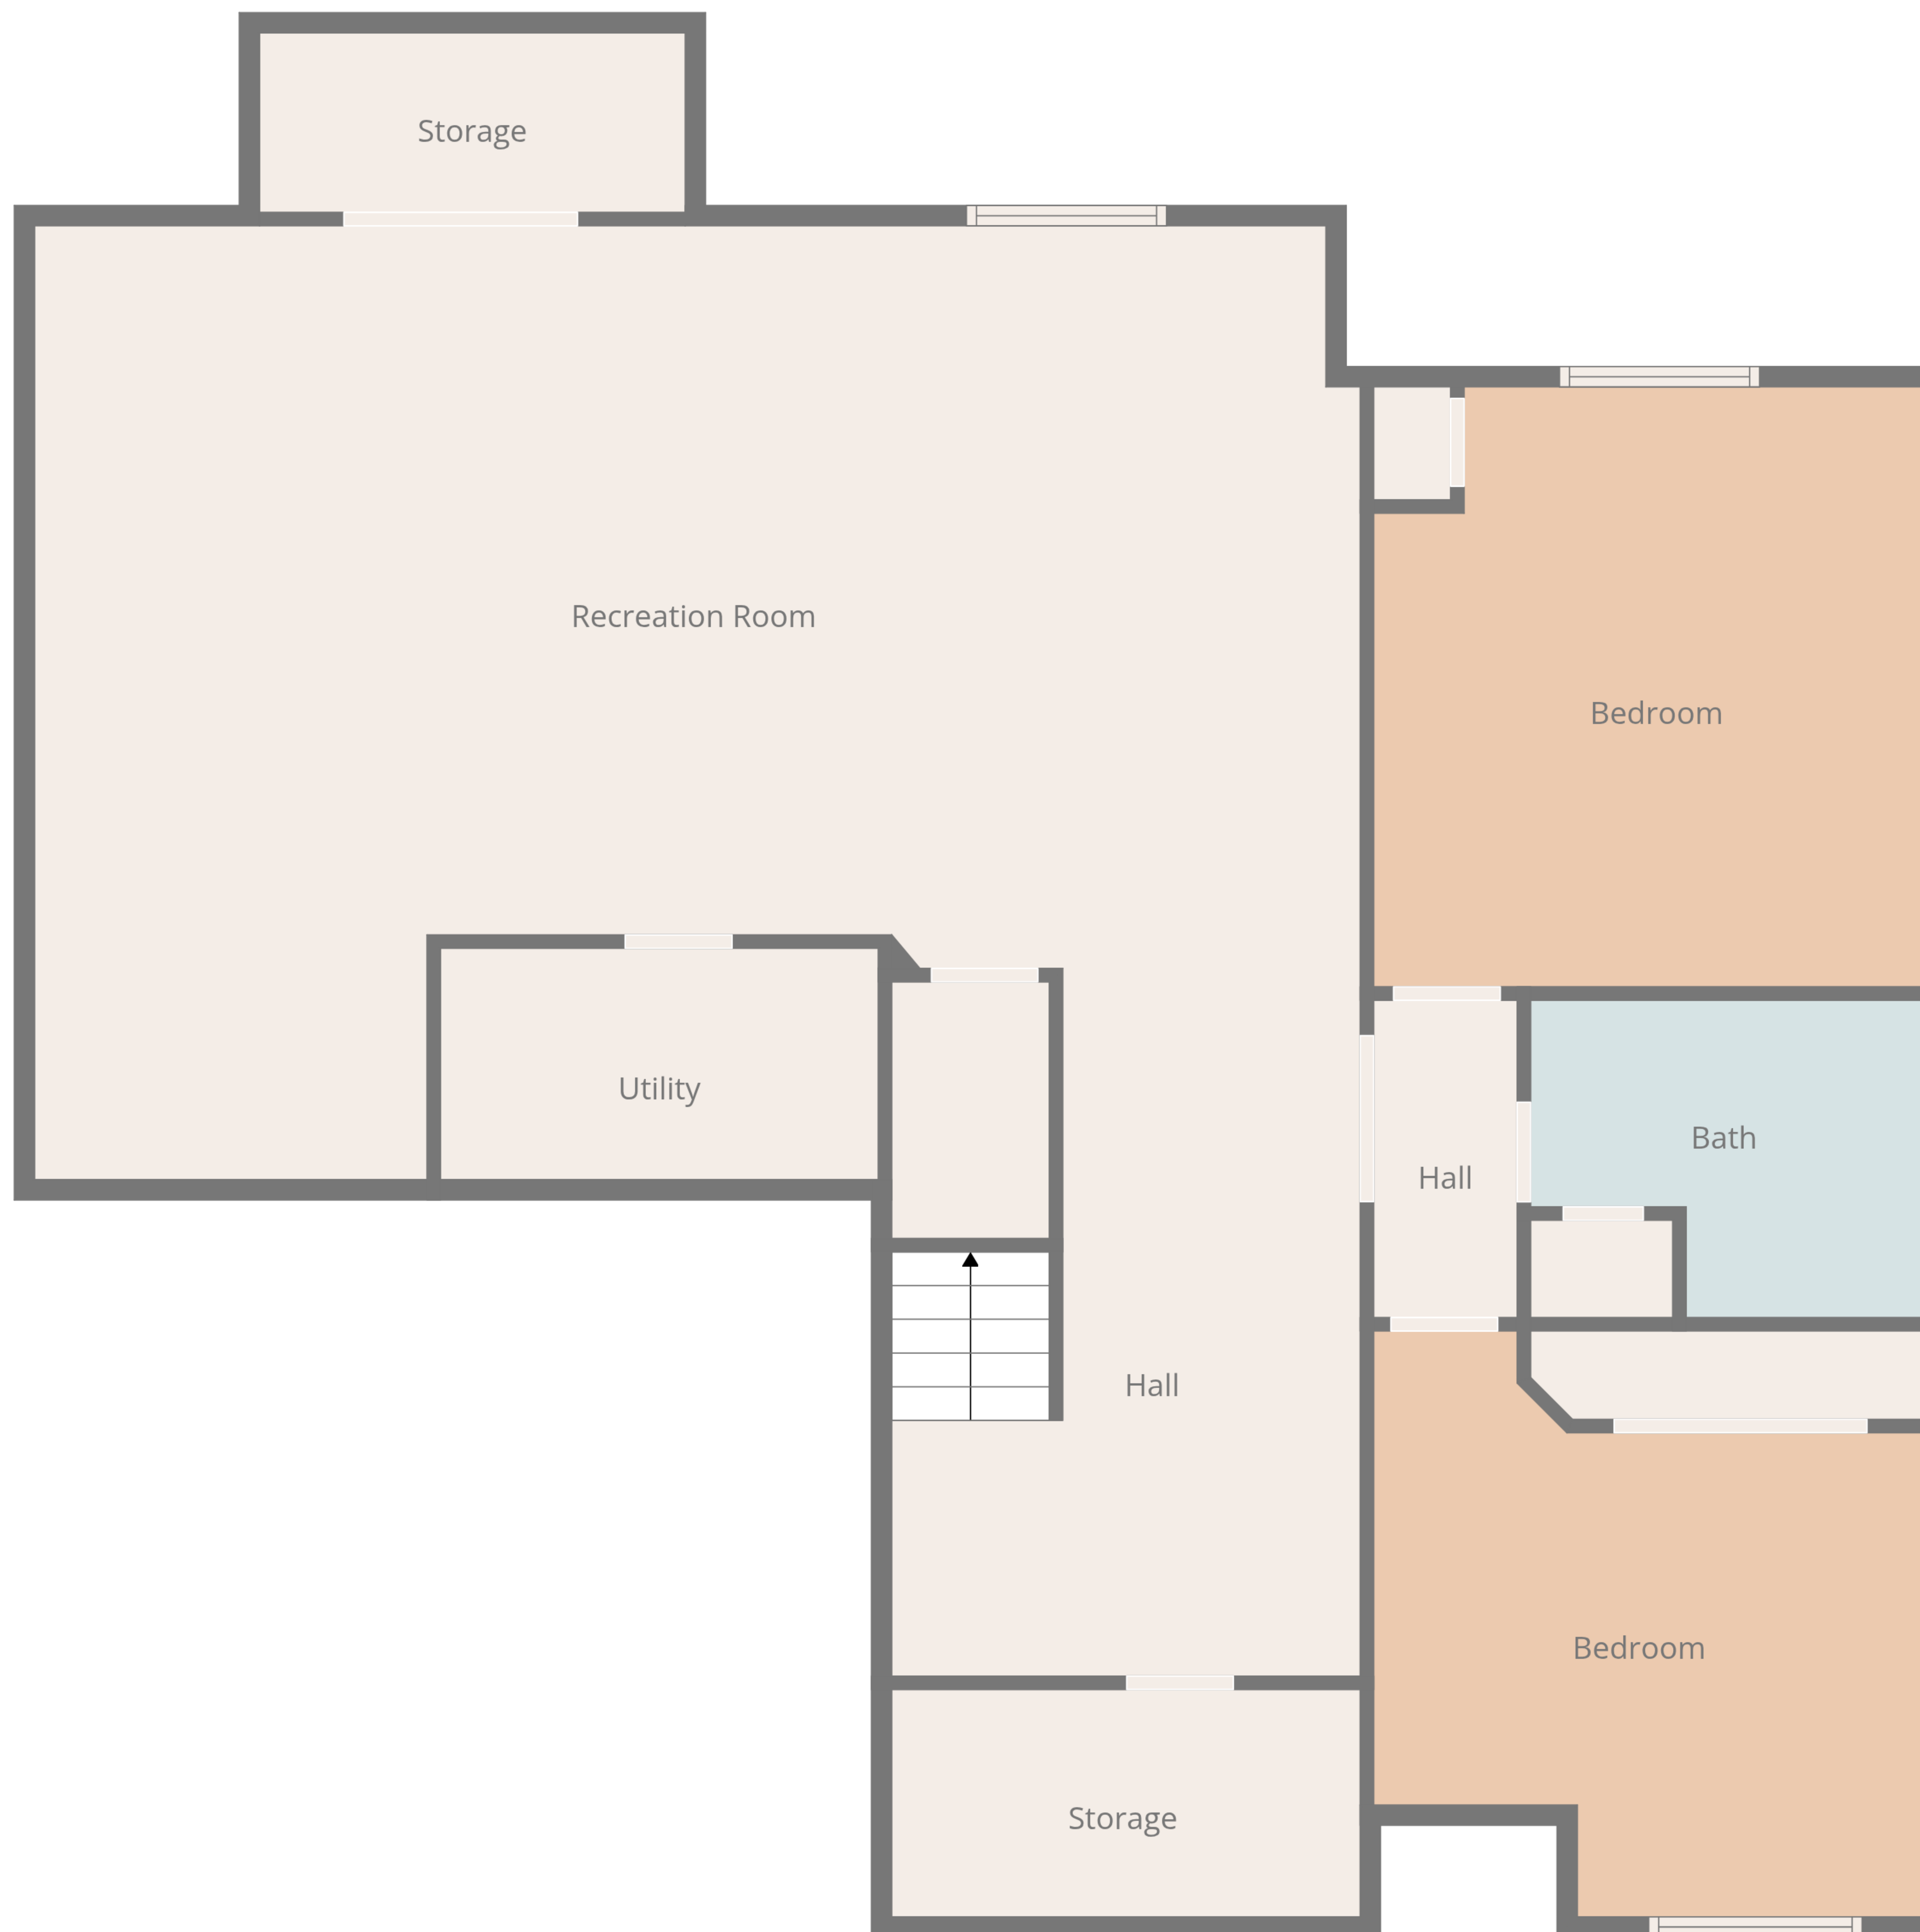 Storage
Recreation Room
Bedroom
Utility
Bath
Hall
Hall
Bedroom
Storage